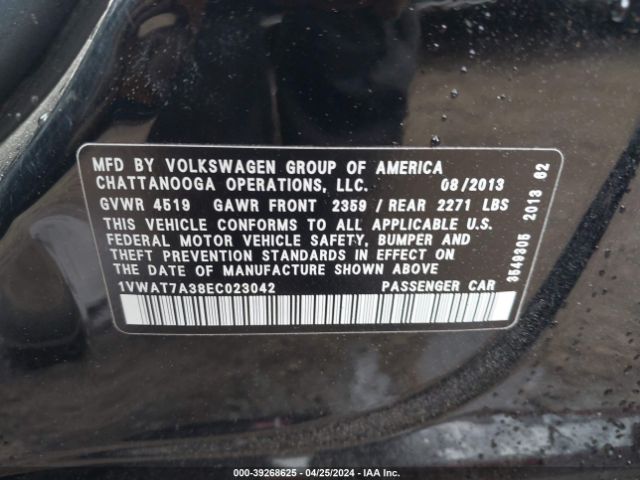 MFD BY VOLKSWAGEN GROUP OF AMERICA
CHATTANOOGA OPERATIONS, LLC. 08/2013
GVWR 4519 GAWR FRONT 2359 / REAR 2271 LBS
THIS VEHICLE CONFORMS TO ALL APPLICABLE U.S.
FEDERAL MOTOR VEHICLE SAFETY, BUMPER AND
THEFT PREVENTION STANDARDS IN EFFECT ON
THE DATE OF MANUFACTURE SHOWN ABOVE.
1VWAT7A38EC023042 PASSENGER CAR
3549305 2013 62
000-39268625 / 04/25/2024 / IAA Inc.